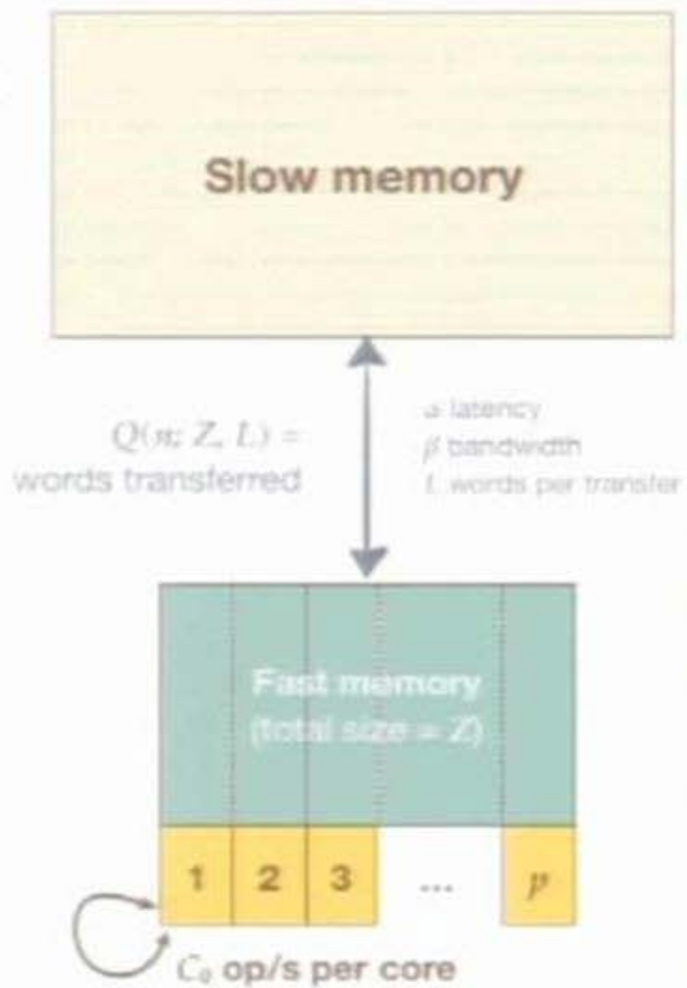 Slow memory
Q(n; Z, L) =
words transferred
α latency
β bandwidth
L words per transfer
Fast memory
(total size = Z)
1 2 3 ... p
C₀ op/s per core